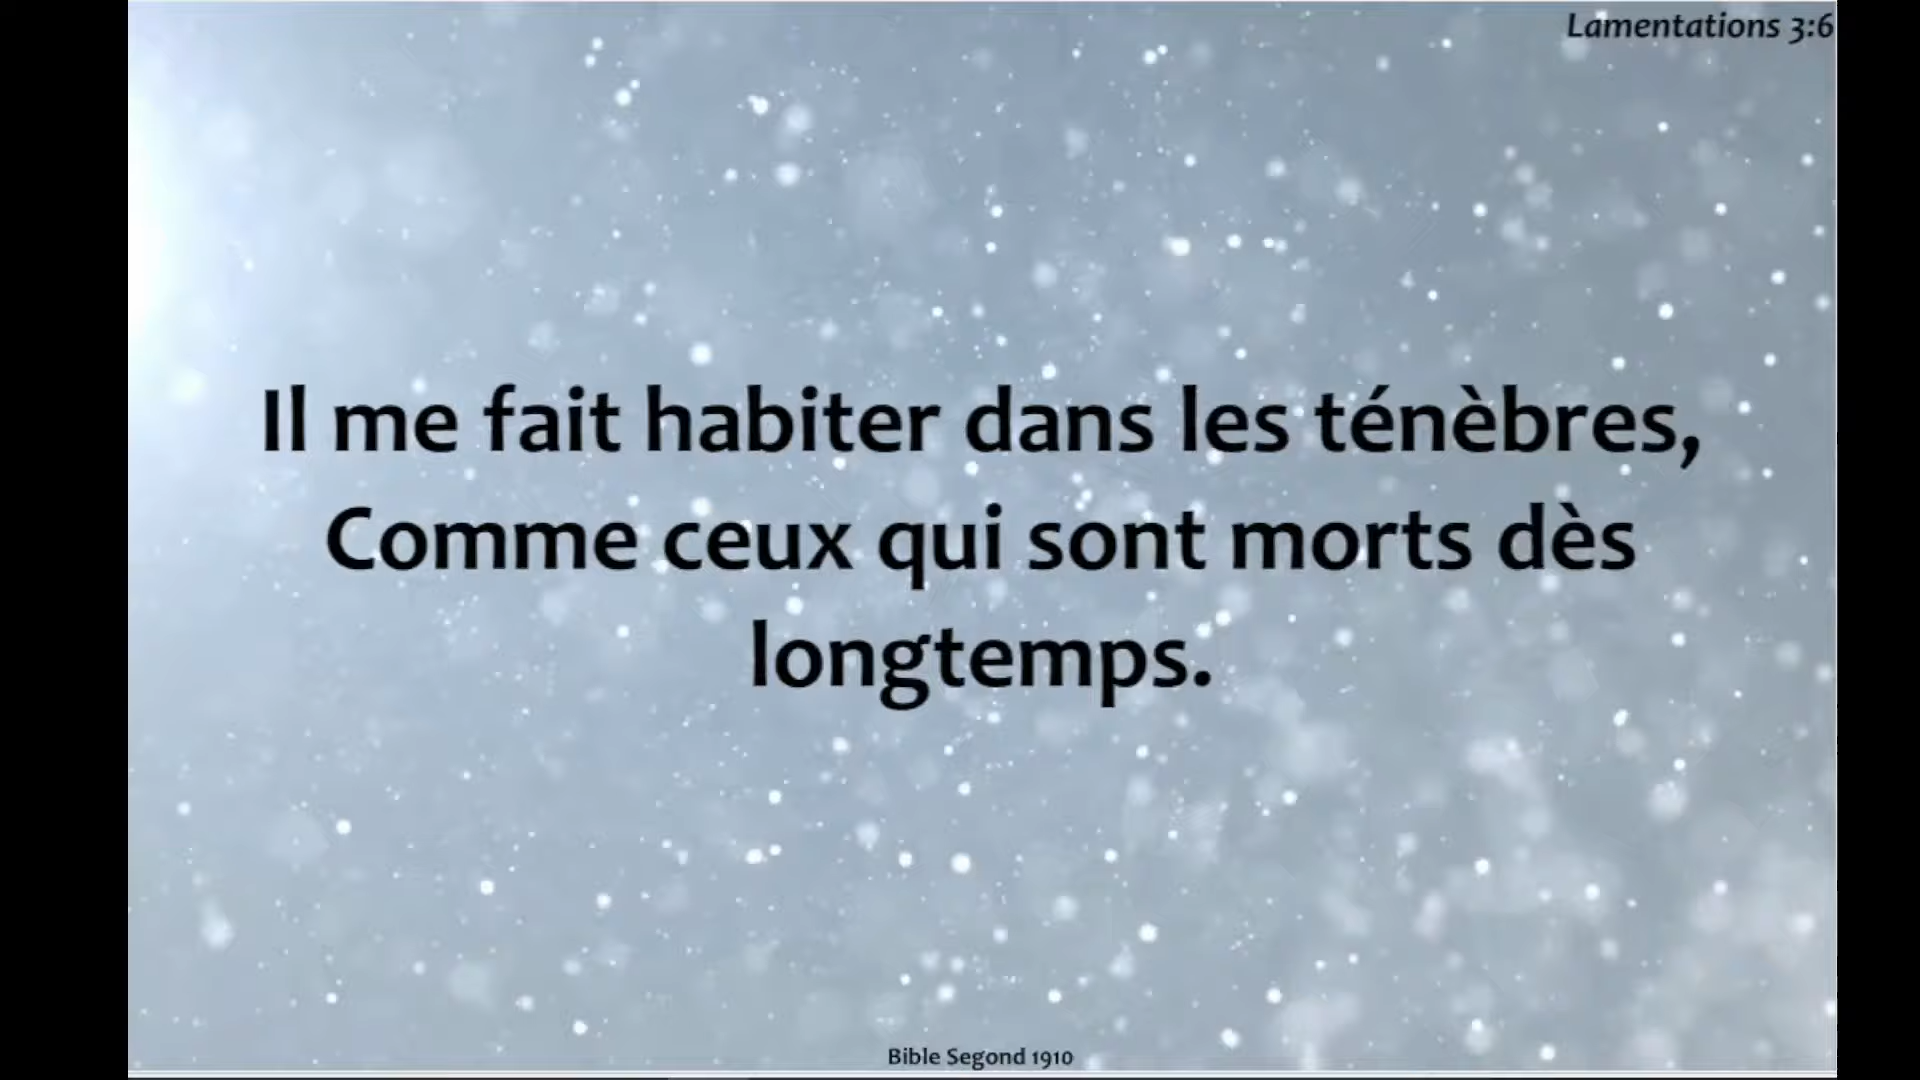 Lamentations 3:6
Il me fait habiter dans les ténèbres,
Comme ceux qui sont morts dès
longtemps.
Bible Segond 1910